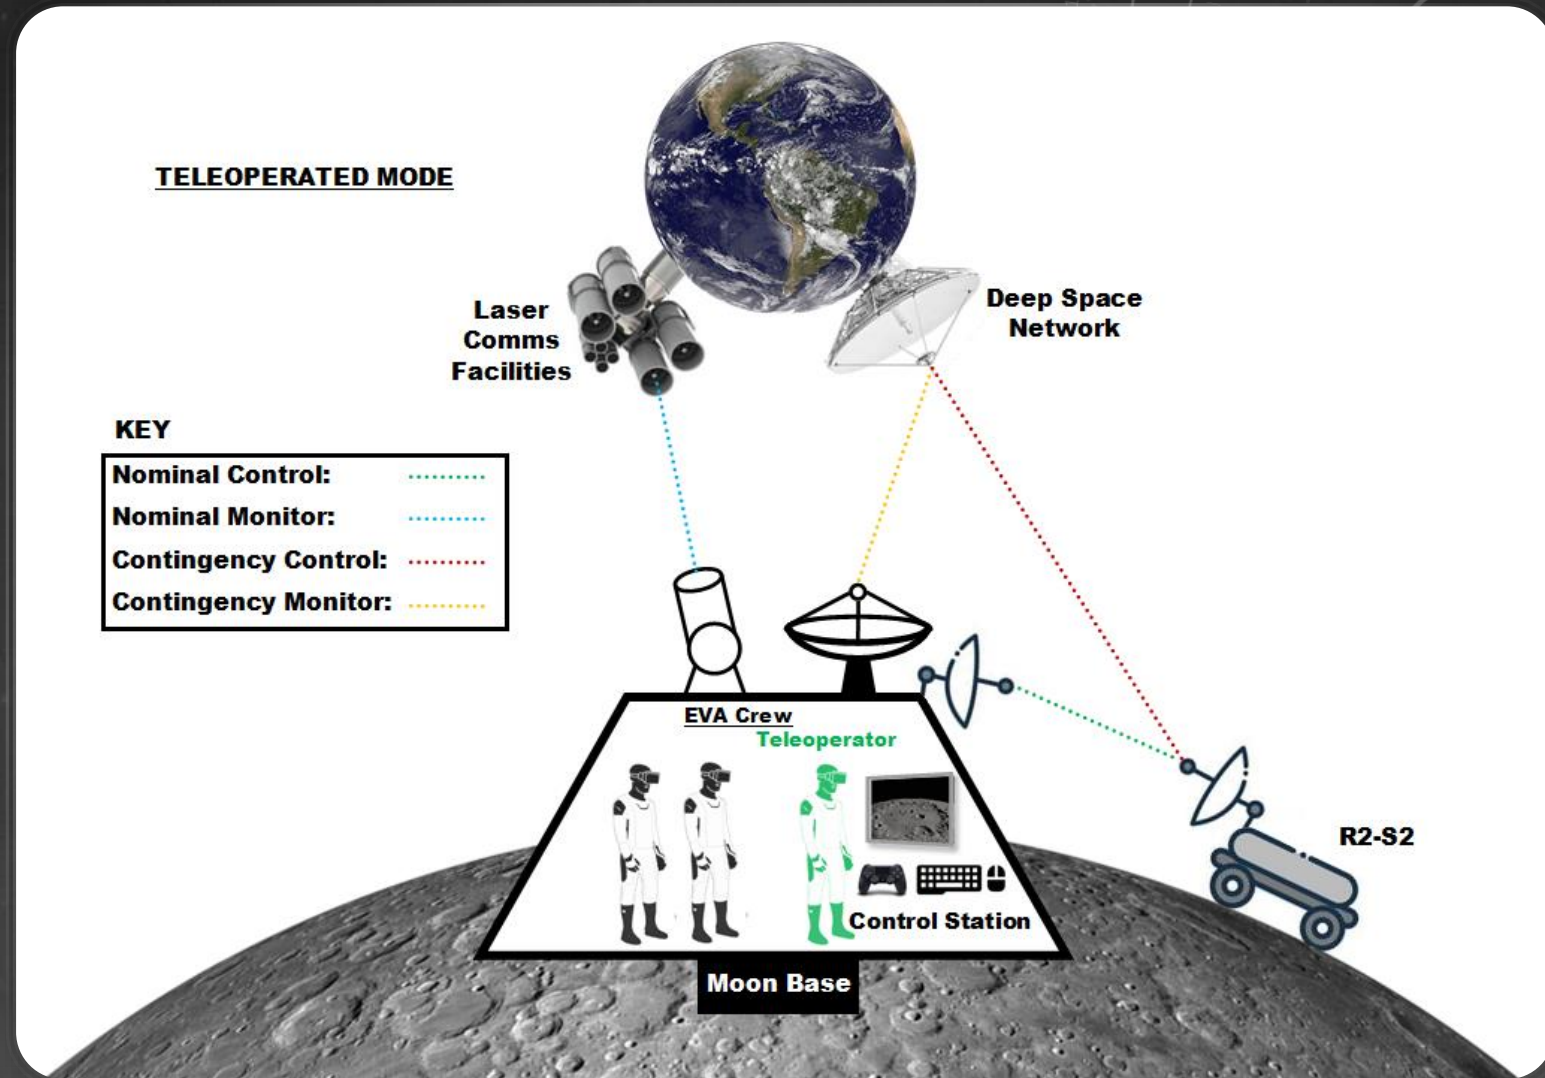 TELEOPERATED MODE
Laser
Comms
Facilities
Deep Space
Network
KEY
Nominal Control:
Nominal Monitor:
Contingency Control:
Contingency Monitor:
EVA Crew
Teleoperator
Control Station
R2-S2
Moon Base